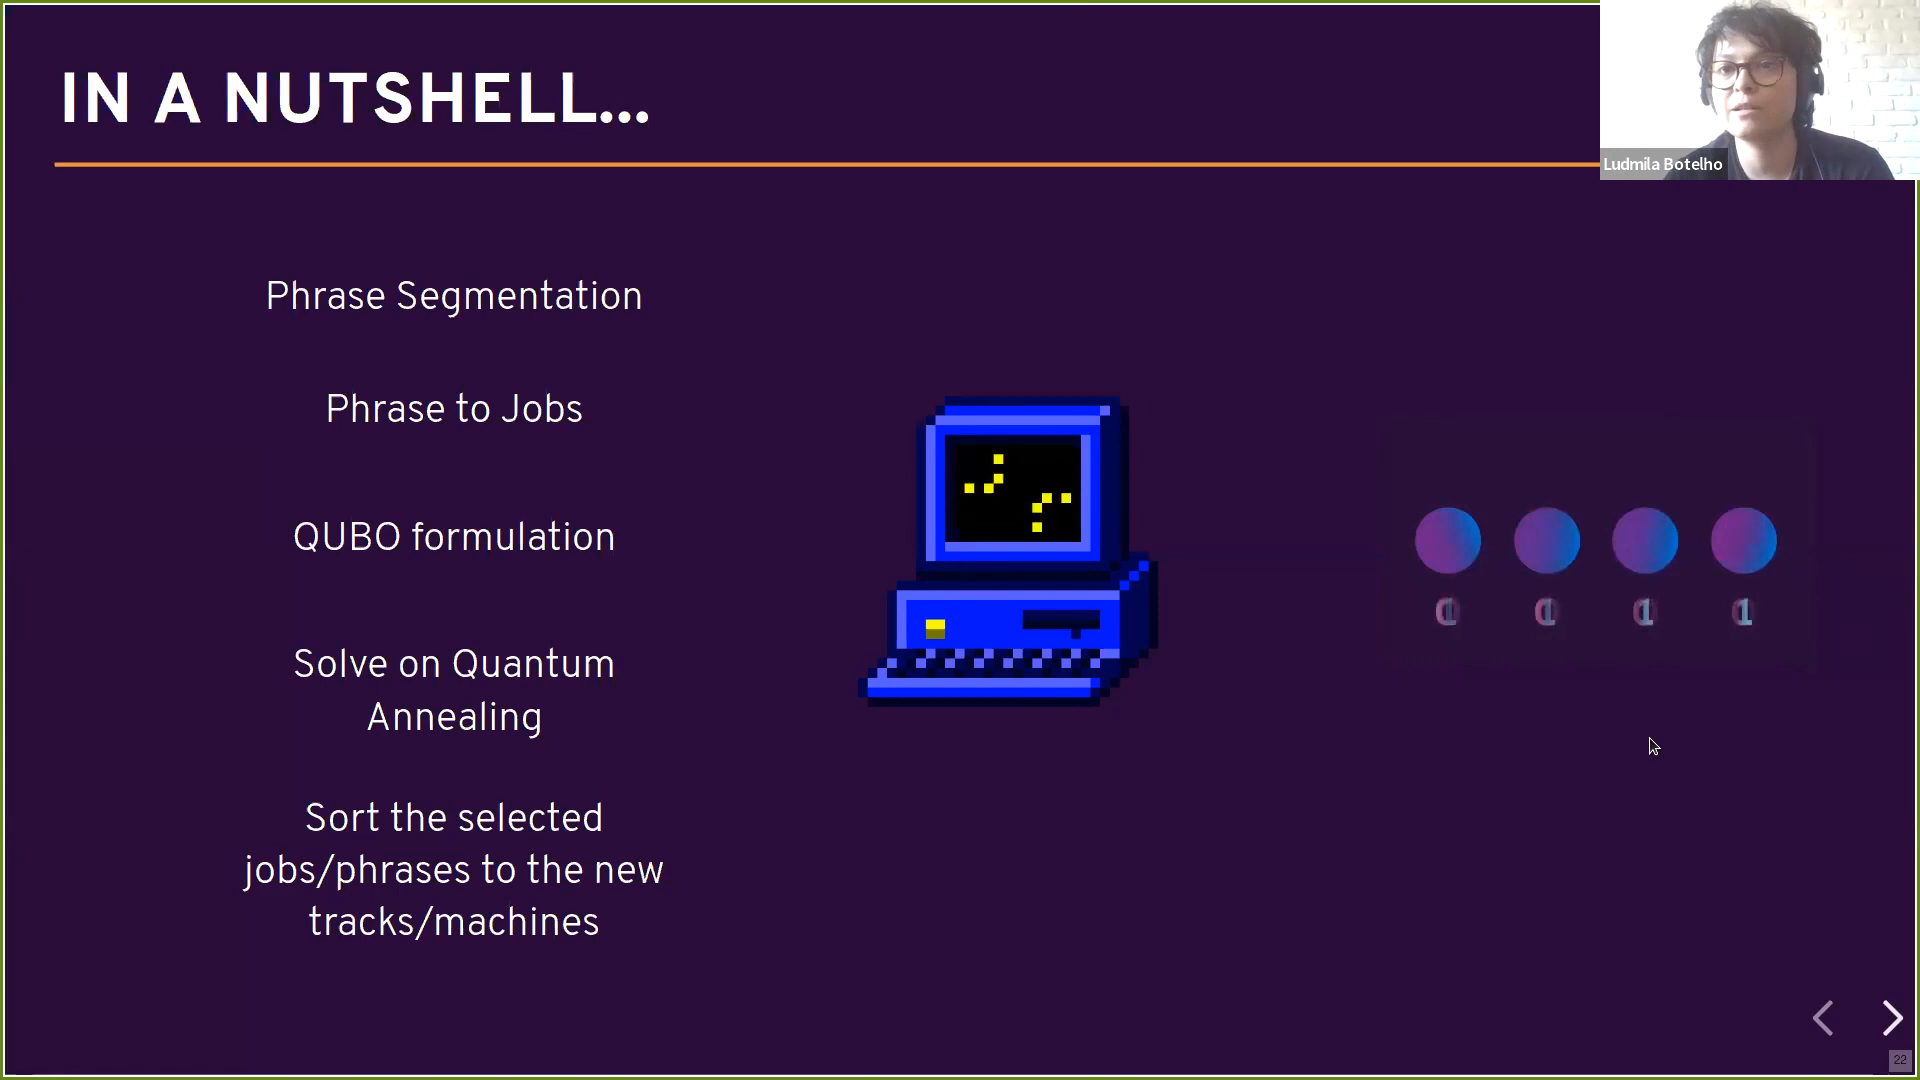 IN A NUTSHELL...
Ludmila Botelho
Phrase Segmentation
Phrase to Jobs
QUBO formulation
Solve on Quantum
Annealing
Sort the selected
jobs/phrases to the new
tracks/machines
22